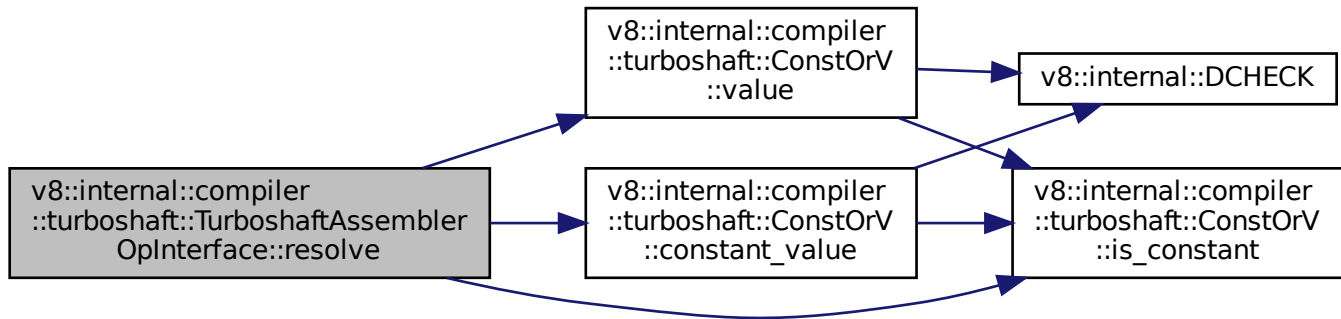 v8::internal::compiler
::turboshaft::TurboshaftAssembler
OpInterface::resolve
v8::internal::compiler
::turboshaft::ConstOrV
::value
v8::internal::compiler
::turboshaft::ConstOrV
::constant_value
v8::internal::DCHECK
v8::internal::compiler
::turboshaft::ConstOrV
::is_constant